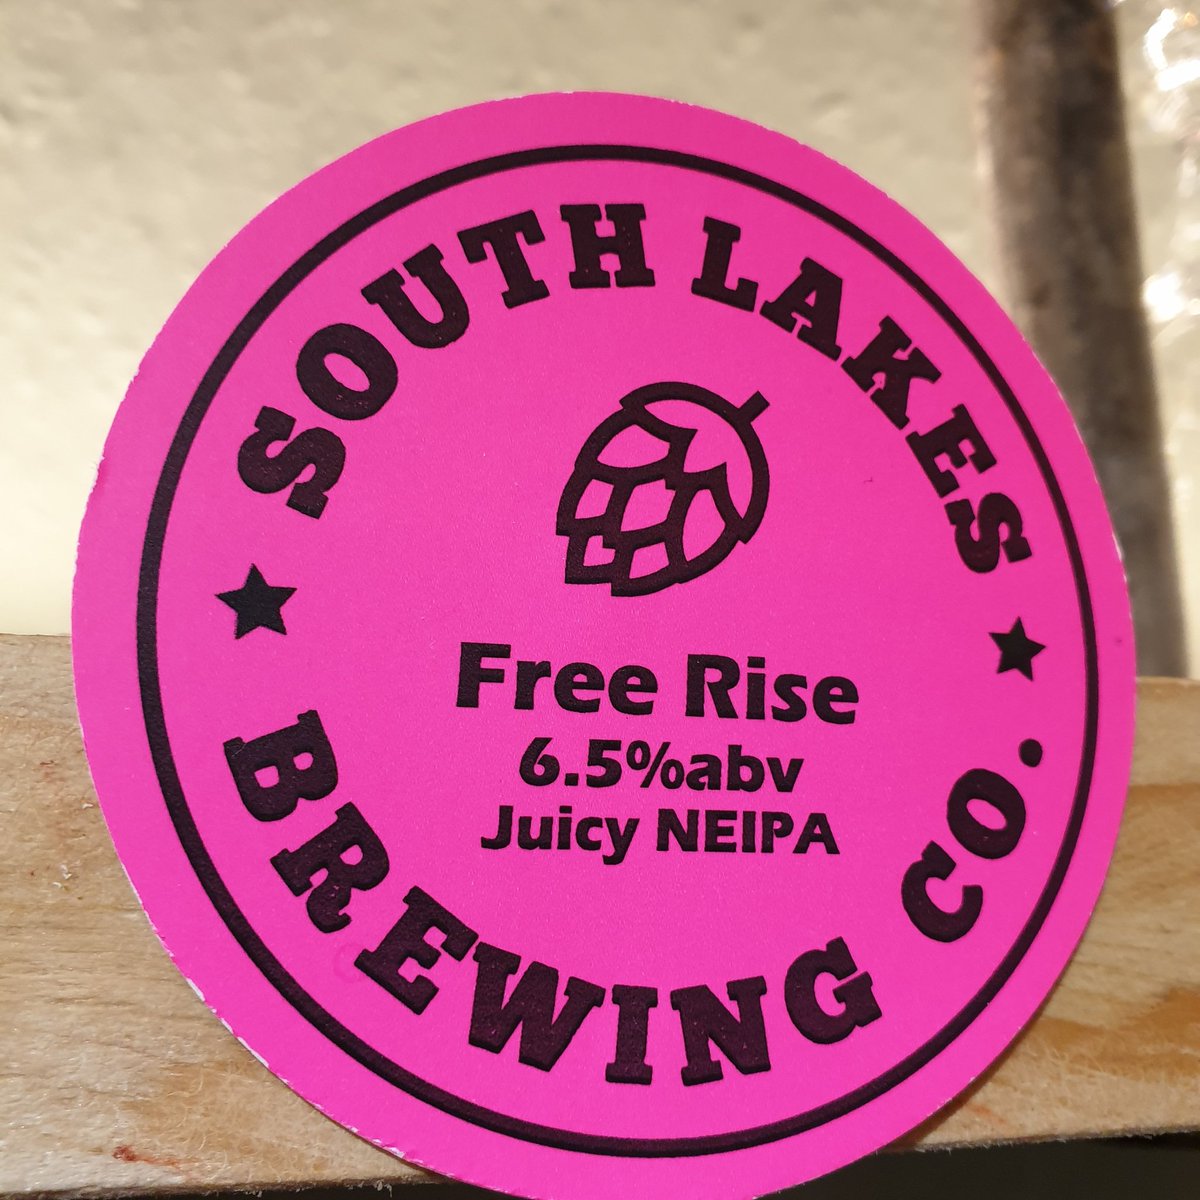 SOUTH LAKES
Free Rise
6.5%abv
Juicy NEIPA
BREWING CO.